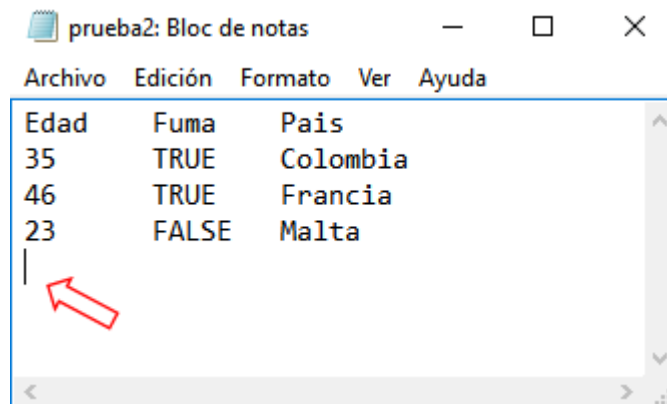 prueba2: Bloc de notas
Archivo Edición Formato Ver Ayuda
Edad Fuma Pais
35 TRUE Colombia
46 TRUE Francia
23 FALSE Malta